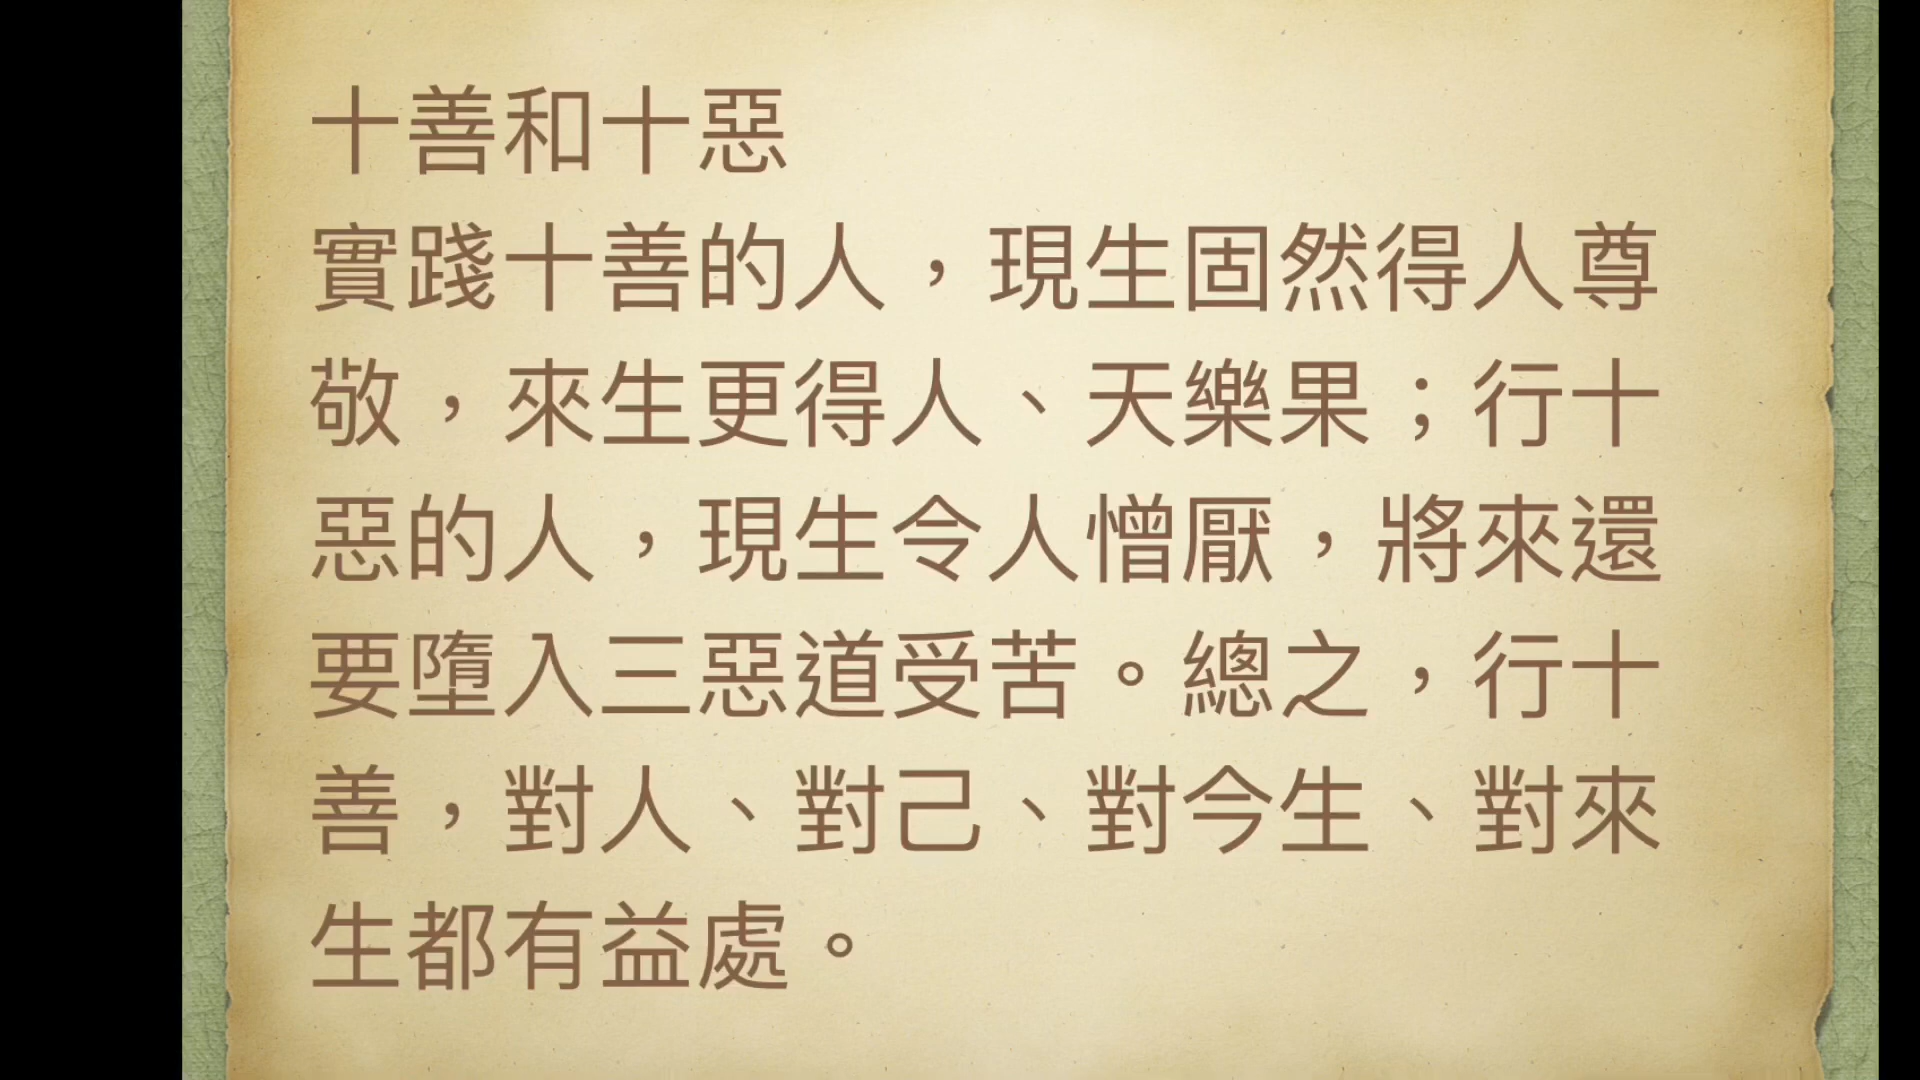 十善和十惡
實踐十善的人，現生固然得人尊
敬，來生更得人、天樂果；行十
惡的人，現生令人憎厭，將來還
要墮入三惡道受苦。總之，行十
善，對人、對己、對今生、對來
生都有益處。